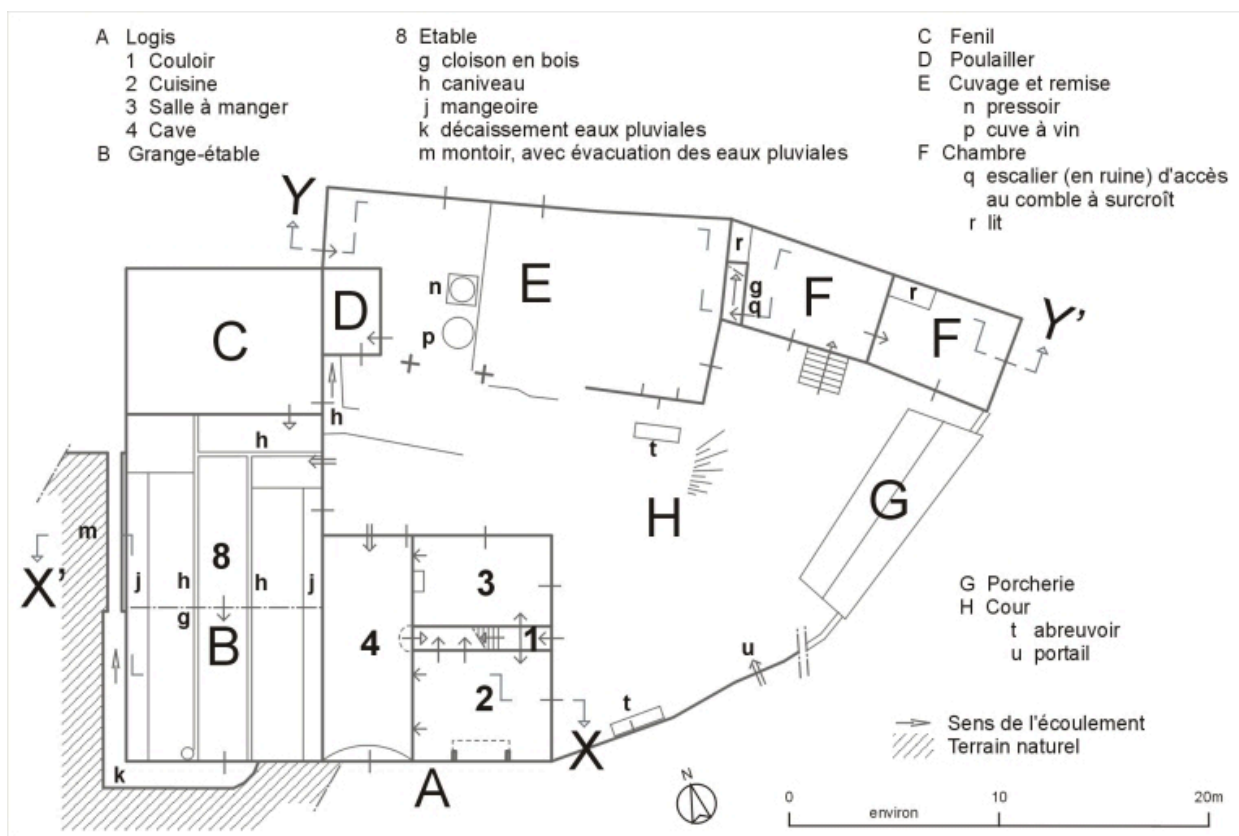 A Logis
1 Couloir
2 Cuisine
3 Salle à manger
4 Cave
B Grange-étable
8 Etable
g cloison en bois
h caniveau
j mangeoire
k décaissement eaux pluviales
m montoir, avec évacuation des eaux pluviales
C Fenil
D Poulailler
E Cuvage et remise
n pressoir
p cuve à vin
F Chambre
q escalier (en ruine) d'accès
au comble à surcroît
r lit
Y
r
D
n
E
g
q
F
r
F
Y'
C
p
h
h
t
H
G
m
X'
j
8
h
h
j
g
B
4
3
1
2
u
t
X
k
A
G Porcherie
H Cour
t abreuvoir
u portail
Sens de l'écoulement
Terrain naturel
N
0
environ
10
20m